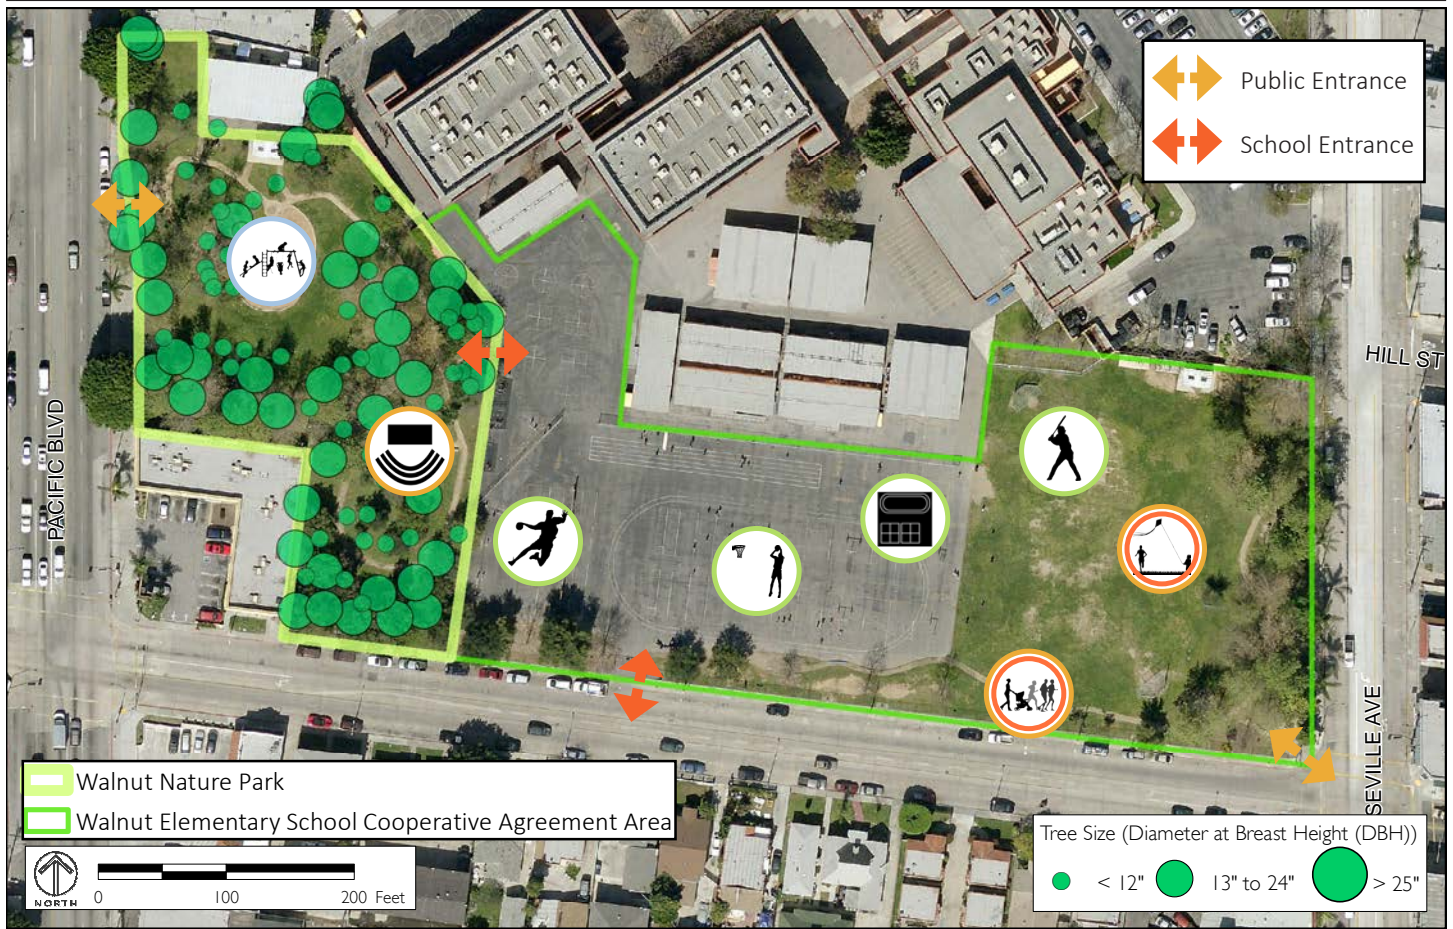 Public Entrance
School Entrance
HILL ST
PACIFIC BLVD
SEVILLE AVE
Walnut Nature Park
Walnut Elementary School Cooperative Agreement Area
NORTH
0 100 200 Feet
Tree Size (Diameter at Breast Height (DBH))
< 12" 13" to 24" > 25"